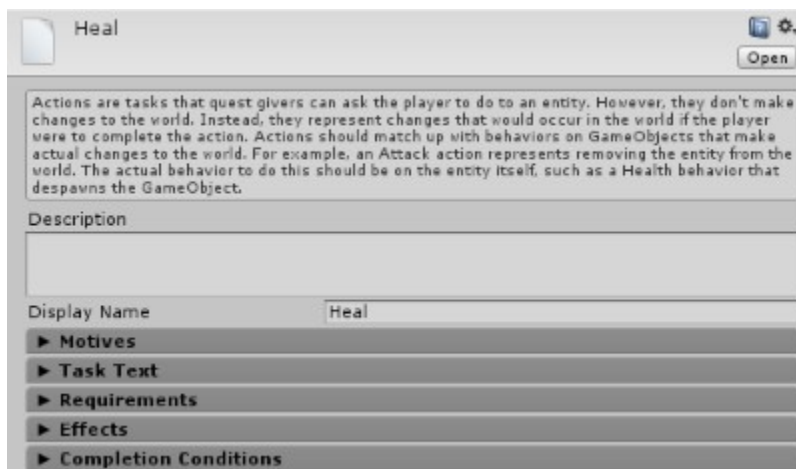 Heal
Open
Actions are tasks that quest givers can ask the player to do to an entity. However, they don't make
changes to the world. Instead, they represent changes that would occur in the world if the player
were to complete the action. Actions should match up with behaviors on GameObjects that make
actual changes to the world. For example, an Attack action represents removing the entity from the
world. The actual behavior to do this should be on the entity itself, such as a Health behavior that
despawns the GameObject.
Description
Display Name Heal
Motives
Task Text
Requirements
Effects
Completion Conditions